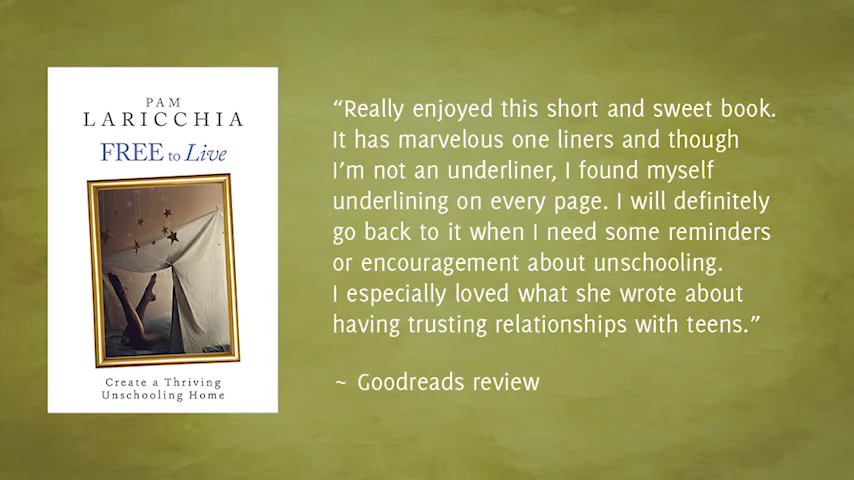 PAM
LARICCHIA
FREE to Live
Create a Thriving
Unschooling Home
“Really enjoyed this short and sweet book.
It has marvelous one liners and though
I’m not an underliner, I found myself
underlining on every page. I will definitely
go back to it when I need some reminders
or encouragement about unschooling.
I especially loved what she wrote about
having trusting relationships with teens.”
~ Goodreads review